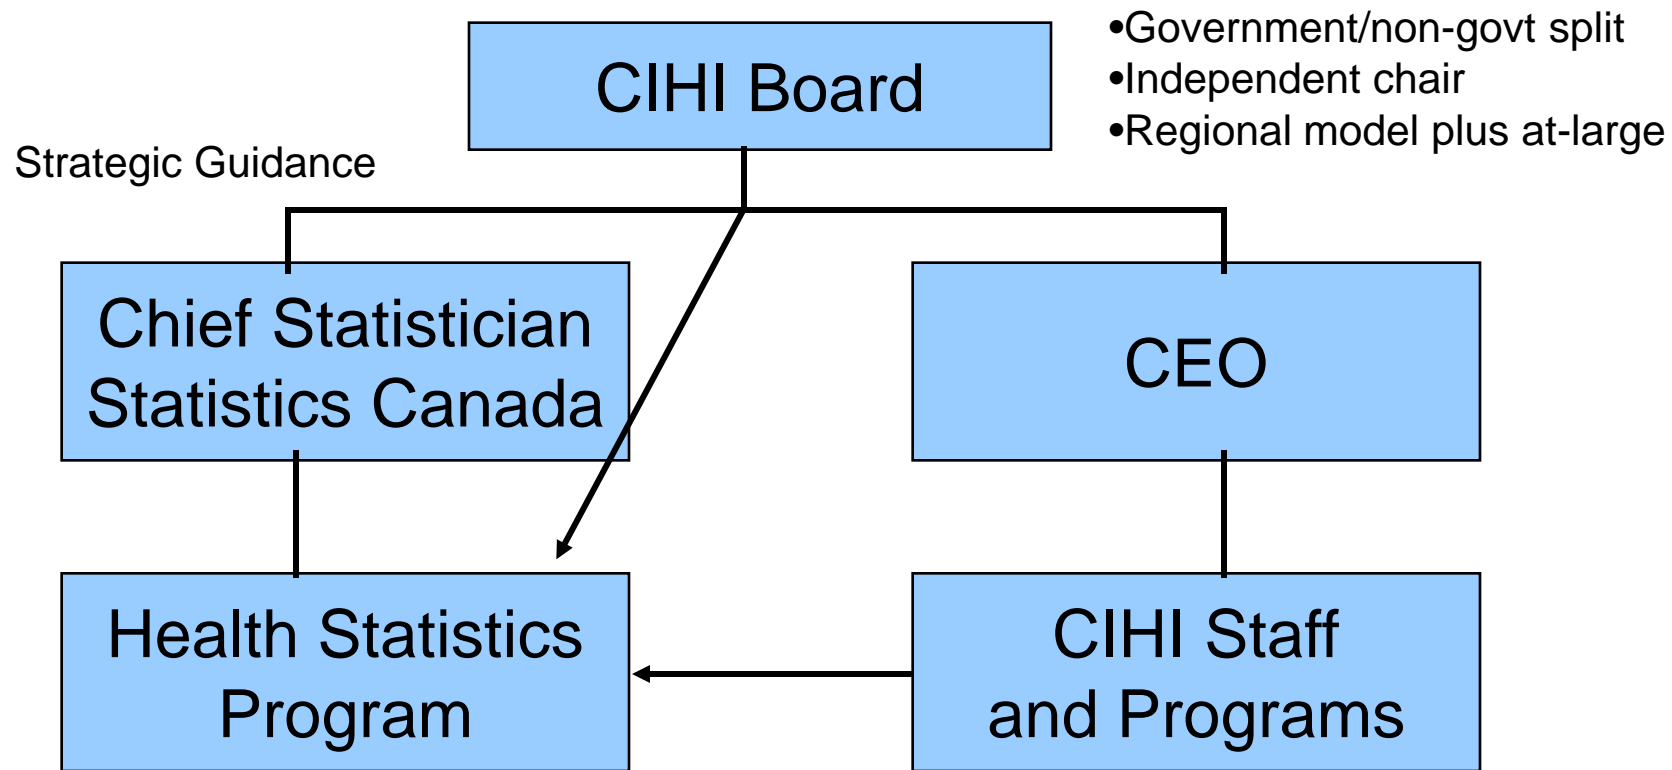 CIHI Board
•Government/non-govt split
•Independent chair
•Regional model plus at-large
Strategic Guidance
Chief Statistician
Statistics Canada
CEO
Health Statistics
Program
CIHI Staff
and Programs